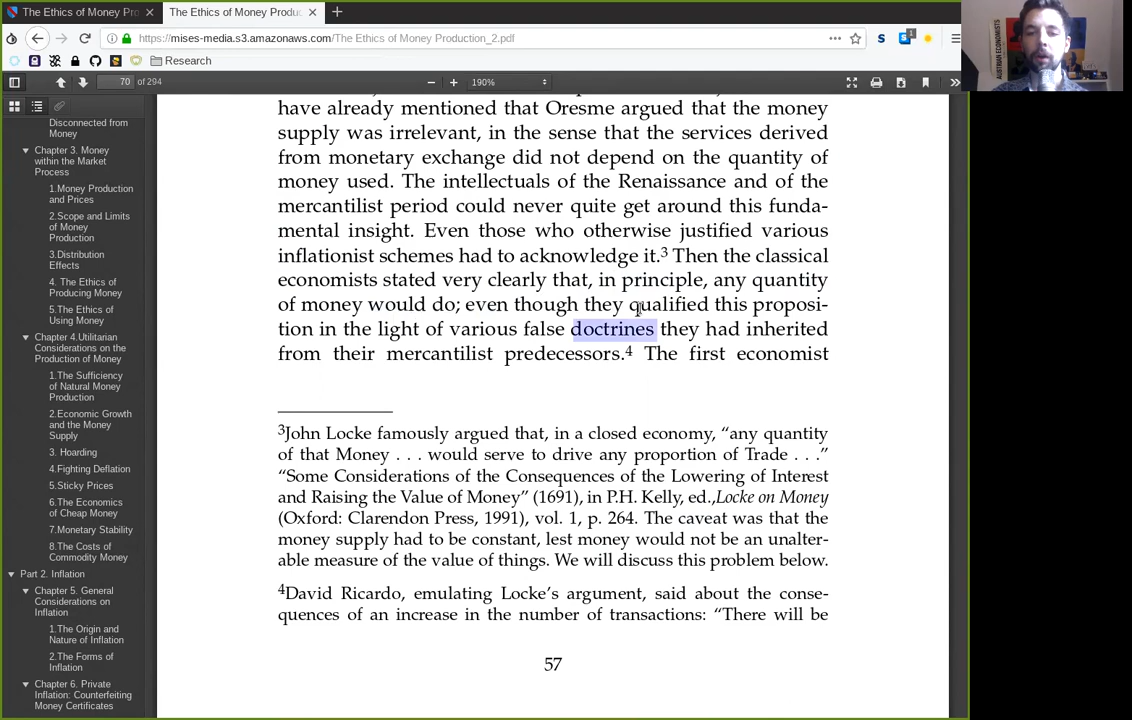 The Ethics of Money Pro
The Ethics of Money Produc
https://mises-media.s3.amazonaws.com/The Ethics of Money Production_2.pdf
S
1
Research
70 of 294
190%
AUSTRIAN ECONOMISTS
Disconnected from
Money
Chapter 3. Money
within the Market
Process
1.Money Production
and Prices
2.Scope and Limits
of Money
Production
3.Distribution
Effects
4. The Ethics of
Producing Money
5.The Ethics of
Using Money
Chapter 4.Utilitarian
Considerations on the
Production of Money
1.The Sufficiency
of Natural Money
Production
2.Economic Growth
and the Money
Supply
3. Hoarding
4.Fighting Deflation
5.Sticky Prices
6.The Economics
of Cheap Money
7.Monetary Stability
8.The Costs of
Commodity Money
Part 2. Inflation
Chapter 5. General
Considerations on
Inflation
1.The Origin and
Nature of Inflation
2.The Forms of
Inflation
Chapter 6. Private
Inflation: Counterfeiting
Money Certificates
have already mentioned that Oresme argued that the money
supply was irrelevant, in the sense that the services derived
from monetary exchange did not depend on the quantity of
money used. The intellectuals of the Renaissance and of the
mercantilist period could never quite get around this funda-
mental insight. Even those who otherwise justified various
inflationist schemes had to acknowledge it.3 Then the classical
economists stated very clearly that, in principle, any quantity
of money would do; even though they qualified this proposi-
tion in the light of various false doctrines they had inherited
from their mercantilist predecessors.4 The first economist
3John Locke famously argued that, in a closed economy, “any quantity
of that Money . . . would serve to drive any proportion of Trade . . .”
“Some Considerations of the Consequences of the Lowering of Interest
and Raising the Value of Money” (1691), in P.H. Kelly, ed.,Locke on Money
(Oxford: Clarendon Press, 1991), vol. 1, p. 264. The caveat was that the
money supply had to be constant, lest money would not be an unalter-
able measure of the value of things. We will discuss this problem below.
4David Ricardo, emulating Locke’s argument, said about the conse-
quences of an increase in the number of transactions: “There will be
57